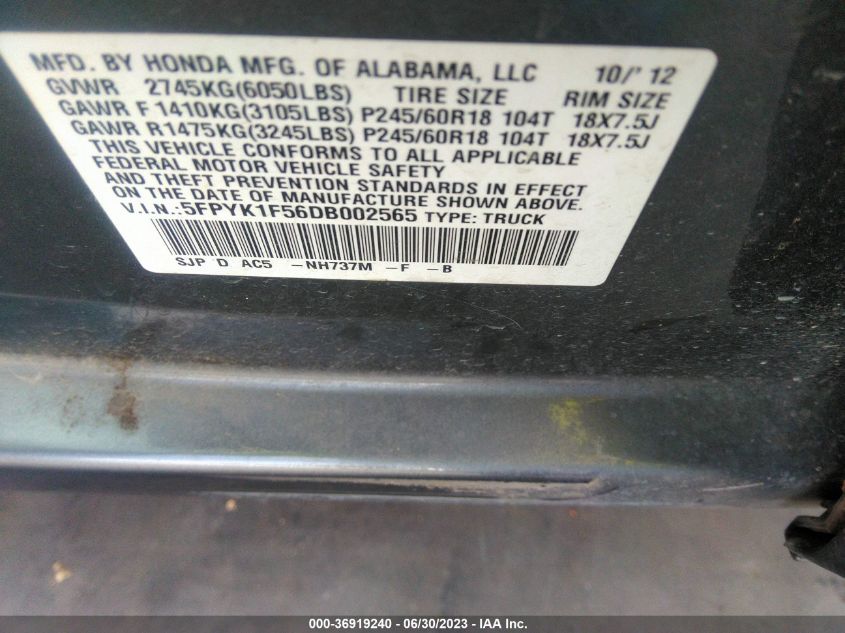 MFD. BY HONDA MFG. OF ALABAMA, LLC 10/'12
GVWR 2745KG(6050LBS) TIRE SIZE RIM SIZE
GAWR F1410KG(3105LBS) P245/60R18 104T 18X7.5J
GAWR R1475KG(3245LBS) P245/60R18 104T 18X7.5J
THIS VEHICLE CONFORMS TO ALL APPLICABLE
FEDERAL MOTOR VEHICLE SAFETY
AND THEFT PREVENTION STANDARDS IN EFFECT
ON THE DATE OF MANUFACTURE SHOWN ABOVE.
V.I.N.:5FPYK1F56DB002565 TYPE: TRUCK
SJP D AC5 -NH737M -F -B
000-36919240 - 06/30/2023 - IAA Inc.